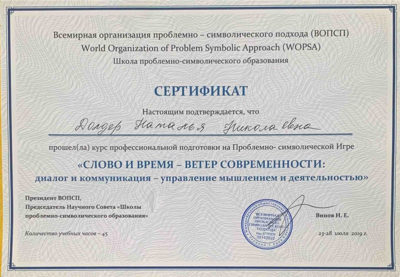 Всемирная организация проблемно – символического подхода (ВОПСП)
World Organization of Problem Symbolic Approach (WOPSA)
Школа проблемно-символического образования
СЕРТИФИКАТ
Настоящим подтверждается, что
Долдер Наталья Николаевна
прошел(ла) курс профессиональной подготовки на Проблемно- символической Игре
«СЛОВО И ВРЕМЯ – ВЕТЕР СОВРЕМЕННОСТИ:
диалог и коммуникация – управление мышлением и деятельностью»
Президент ВОПСП,
Председатель Научного Совета «Школы
проблемно-символического образования»
Винов Н. Е.
Количество учебных часов – 45
23-28 июля 2019 г.